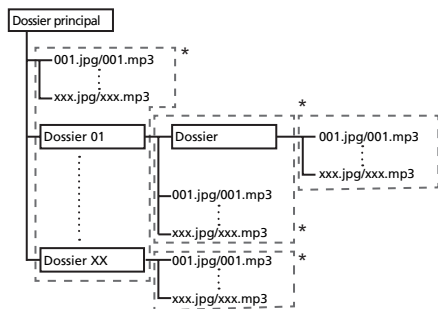 Dossier principal
001.jpg/001.mp3
*
xxx.jpg/xxx.mp3
*
Dossier 01
Dossier
001.jpg/001.mp3
xxx.jpg/xxx.mp3
001.jpg/001.mp3
xxx.jpg/xxx.mp3
*
Dossier XX
001.jpg/001.mp3
*
xxx.jpg/xxx.mp3